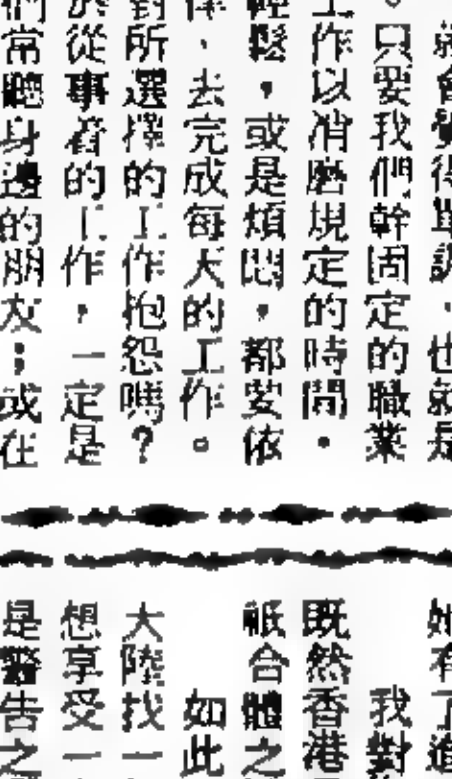 就會覺得單調，也就是
。只要我們幹固定的職業
工作以消磨規定的時間。
輕鬆，或是煩悶，都要依
，去完成每天的工作。
對所選擇的工作抱怨嗎？
於從事着的工作，一定是
們常聽身邊的朋友；或在
她有了進
我對
既然香港
祇合體之
如此
大陸找一
想享受一
是警告之